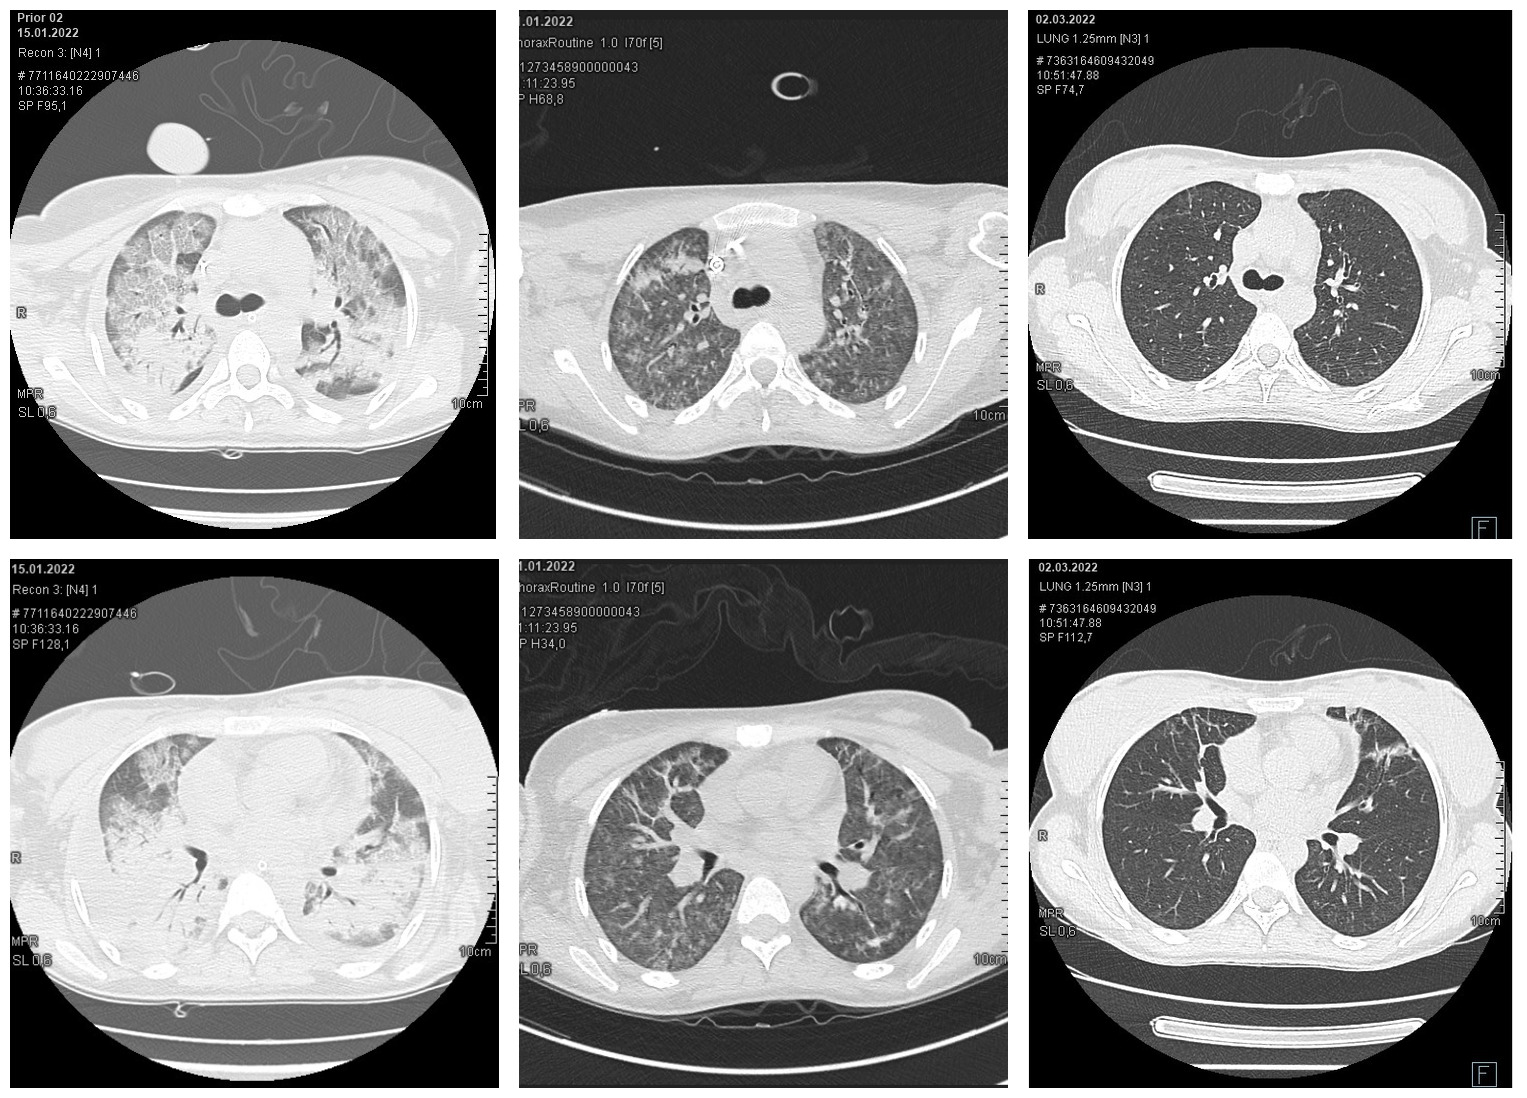 Prior 02
15.01.2022
Recon 3: [N4] 1
# 7711640222907446
10:36:33.16
SP F95,1
R
MPR
SL 0,6
10cm
1.01.2022
horaxRoutine 1.0 I70f [5]
1273458900000043
:11:23.95
P H68,8
PR
L 0,6
10cm
02.03.2022
LUNG 1.25mm [N3] 1
# 7363164609432049
10:51:47.88
SP F74,7
R
MPR
SL 0,6
10cm
F
15.01.2022
Recon 3: [N4] 1
# 7711640222907446
10:36:33.16
SP F128,1
R
MPR
SL 0,6
10cm
1.01.2022
horaxRoutine 1.0 I70f [5]
1273458900000043
:11:23.95
P H34,0
PR
L 0,6
10cm
02.03.2022
LUNG 1.25mm [N3] 1
# 7363164609432049
10:51:47.88
SP F112,7
R
MPR
SL 0,6
10cm
F